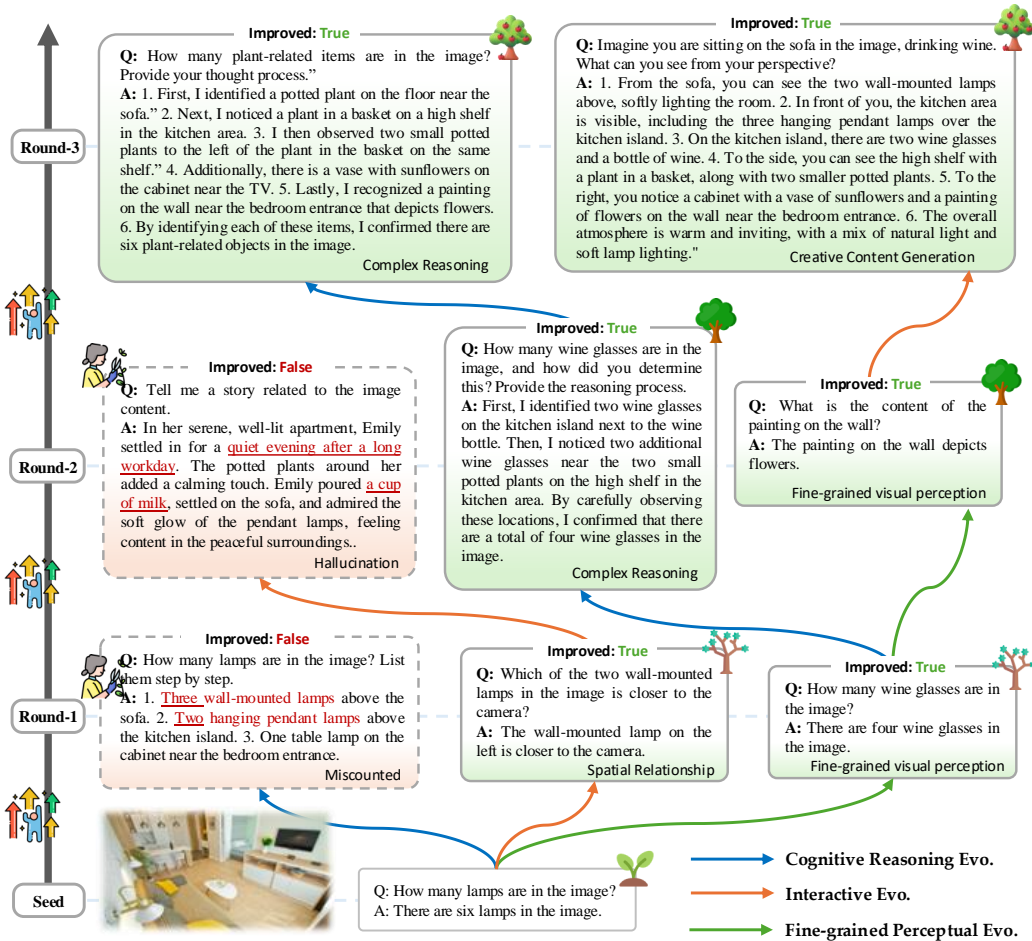 Improved: True
Q: How many plant-related items are in the image?
Provide your thought process.”
A: 1. First, I identified a potted plant on the floor near the
sofa.” 2. Next, I noticed a plant in a basket on a high shelf
in the kitchen area. 3. I then observed two small potted
plants to the left of the plant in the basket on the same
shelf.” 4. Additionally, there is a vase with sunflowers on
the cabinet near the TV. 5. Lastly, I recognized a painting
on the wall near the bedroom entrance that depicts flowers.
6. By identifying each of these items, I confirmed there are
six plant-related objects in the image.
Complex Reasoning
Improved: True
Q: Imagine you are sitting on the sofa in the image, drinking wine.
What can you see from your perspective?
A: 1. From the sofa, you can see the two wall-mounted lamps
above, softly lighting the room. 2. In front of you, the kitchen area
is visible, including the three hanging pendant lamps over the
kitchen island. 3. On the kitchen island, there are two wine glasses
and a bottle of wine. 4. To the side, you can see the high shelf with
a plant in a basket, along with two smaller potted plants. 5. To the
right, you notice a cabinet with a vase of sunflowers and a painting
of flowers on the wall near the bedroom entrance. 6. The overall
atmosphere is warm and inviting, with a mix of natural light and
soft lamp lighting."
Creative Content Generation
Round-3
Improved: False
Q: Tell me a story related to the image
content.
A: In her serene, well-lit apartment, Emily
settled in for a quiet evening after a long
workday. The potted plants around her
added a calming touch. Emily poured a cup
of milk, settled on the sofa, and admired the
soft glow of the pendant lamps, feeling
content in the peaceful surroundings..
Hallucination
Improved: True
Q: How many wine glasses are in the
image, and how did you determine
this? Provide the reasoning process.
A: First, I identified two wine glasses
on the kitchen island next to the wine
bottle. Then, I noticed two additional
wine glasses near the two small
potted plants on the high shelf in the
kitchen area. By carefully observing
these locations, I confirmed that there
are a total of four wine glasses in the
image.
Complex Reasoning
Improved: True
Q: What is the content of the
painting on the wall?
A: The painting on the wall depicts
flowers.
Fine-grained visual perception
Round-2
Improved: False
Q: How many lamps are in the image? List
them step by step.
A: 1. Three wall-mounted lamps above the
sofa. 2. Two hanging pendant lamps above
the kitchen island. 3. One table lamp on the
cabinet near the bedroom entrance.
Miscounted
Improved: True
Q: Which of the two wall-mounted
lamps in the image is closer to the
camera?
A: The wall-mounted lamp on the
left is closer to the camera.
Spatial Relationship
Improved: True
Q: How many wine glasses are in
the image?
A: There are four wine glasses in
the image.
Fine-grained visual perception
Round-1
Seed
Q: How many lamps are in the image?
A: There are six lamps in the image.
Cognitive Reasoning Evo.
Interactive Evo.
Fine-grained Perceptual Evo.